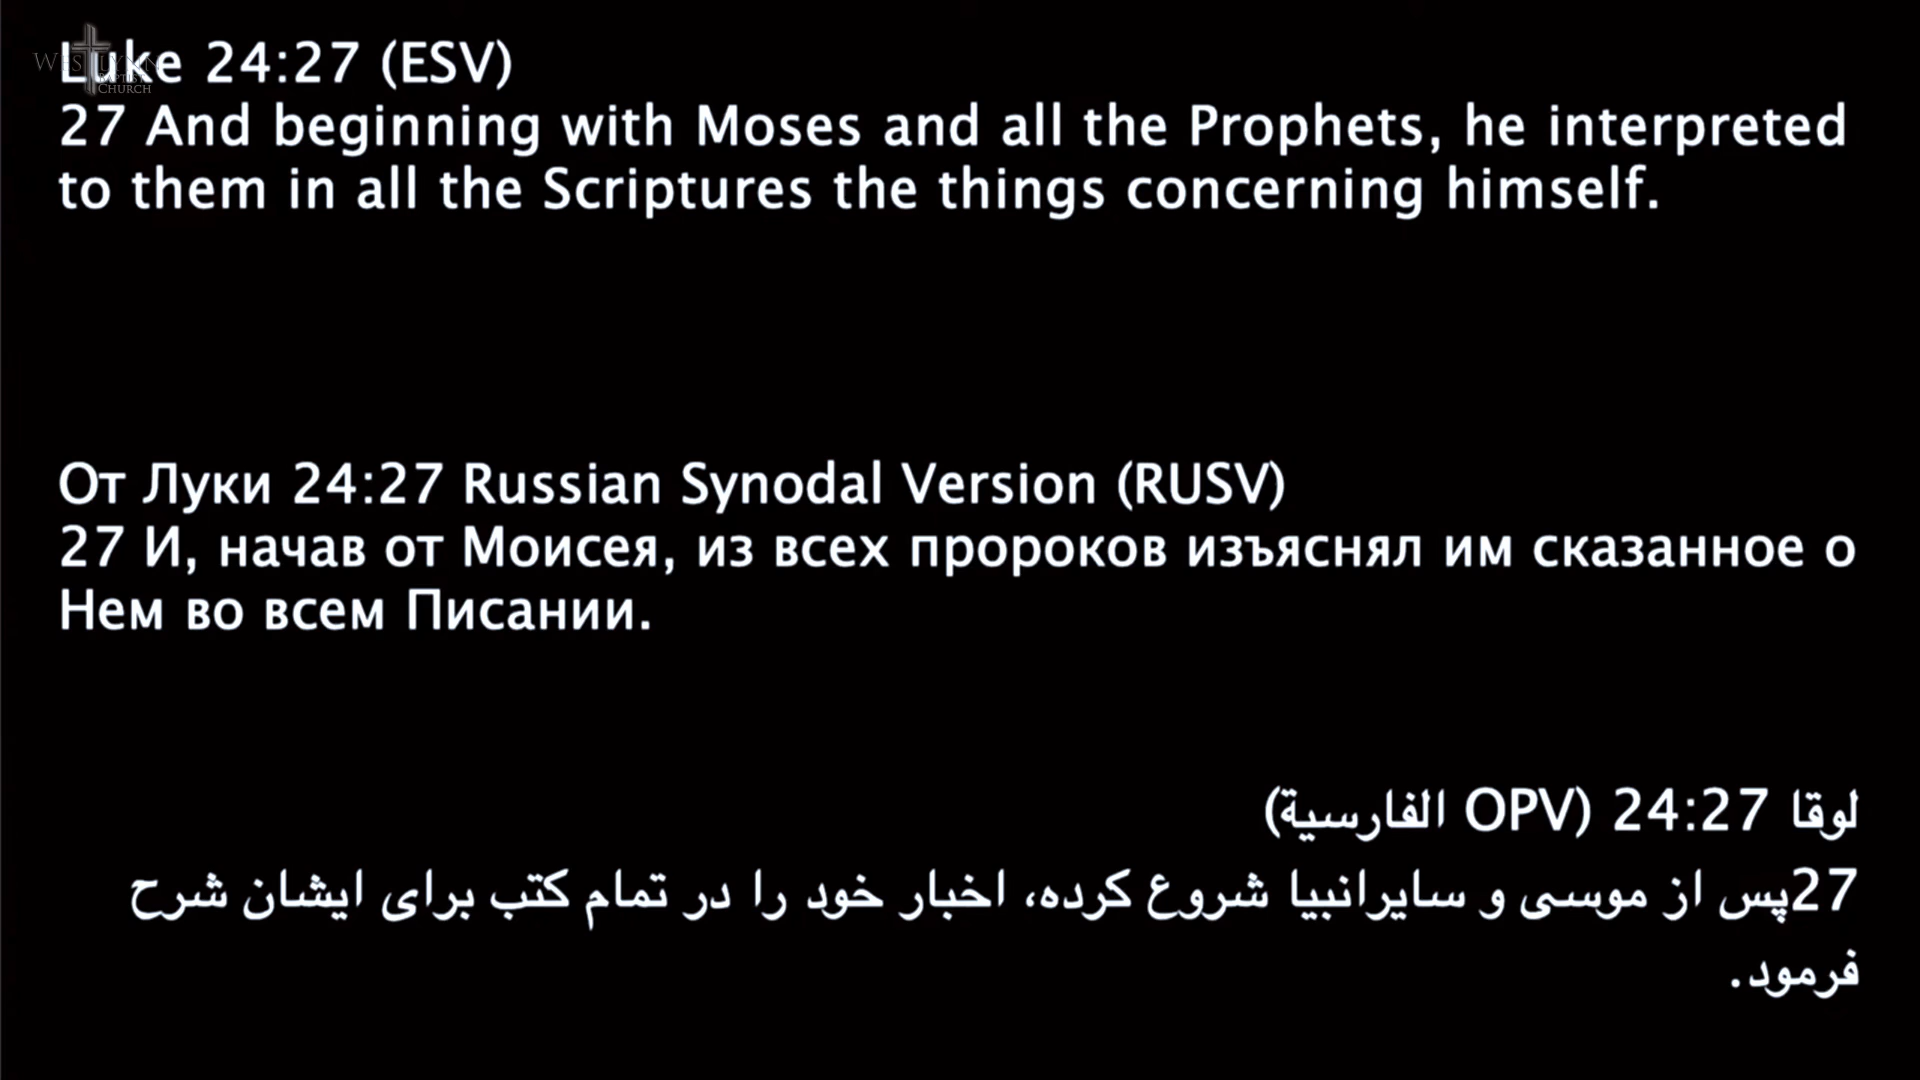 WestLynn
Baptist
Church
Luke 24:27 (ESV)
27 And beginning with Moses and all the Prophets, he interpreted
to them in all the Scriptures the things concerning himself.
От Луки 24:27 Russian Synodal Version (RUSV)
27 И, начав от Моисея, из всех пророков изъяснял им сказанное о
Нем во всем Писании.
لوقا 24:27 (OPV الفارسية)
27پس از موسی و سایرانبیا شروع کرده، اخبار خود را در تمام کتب برای ایشان شرح
فرمود.